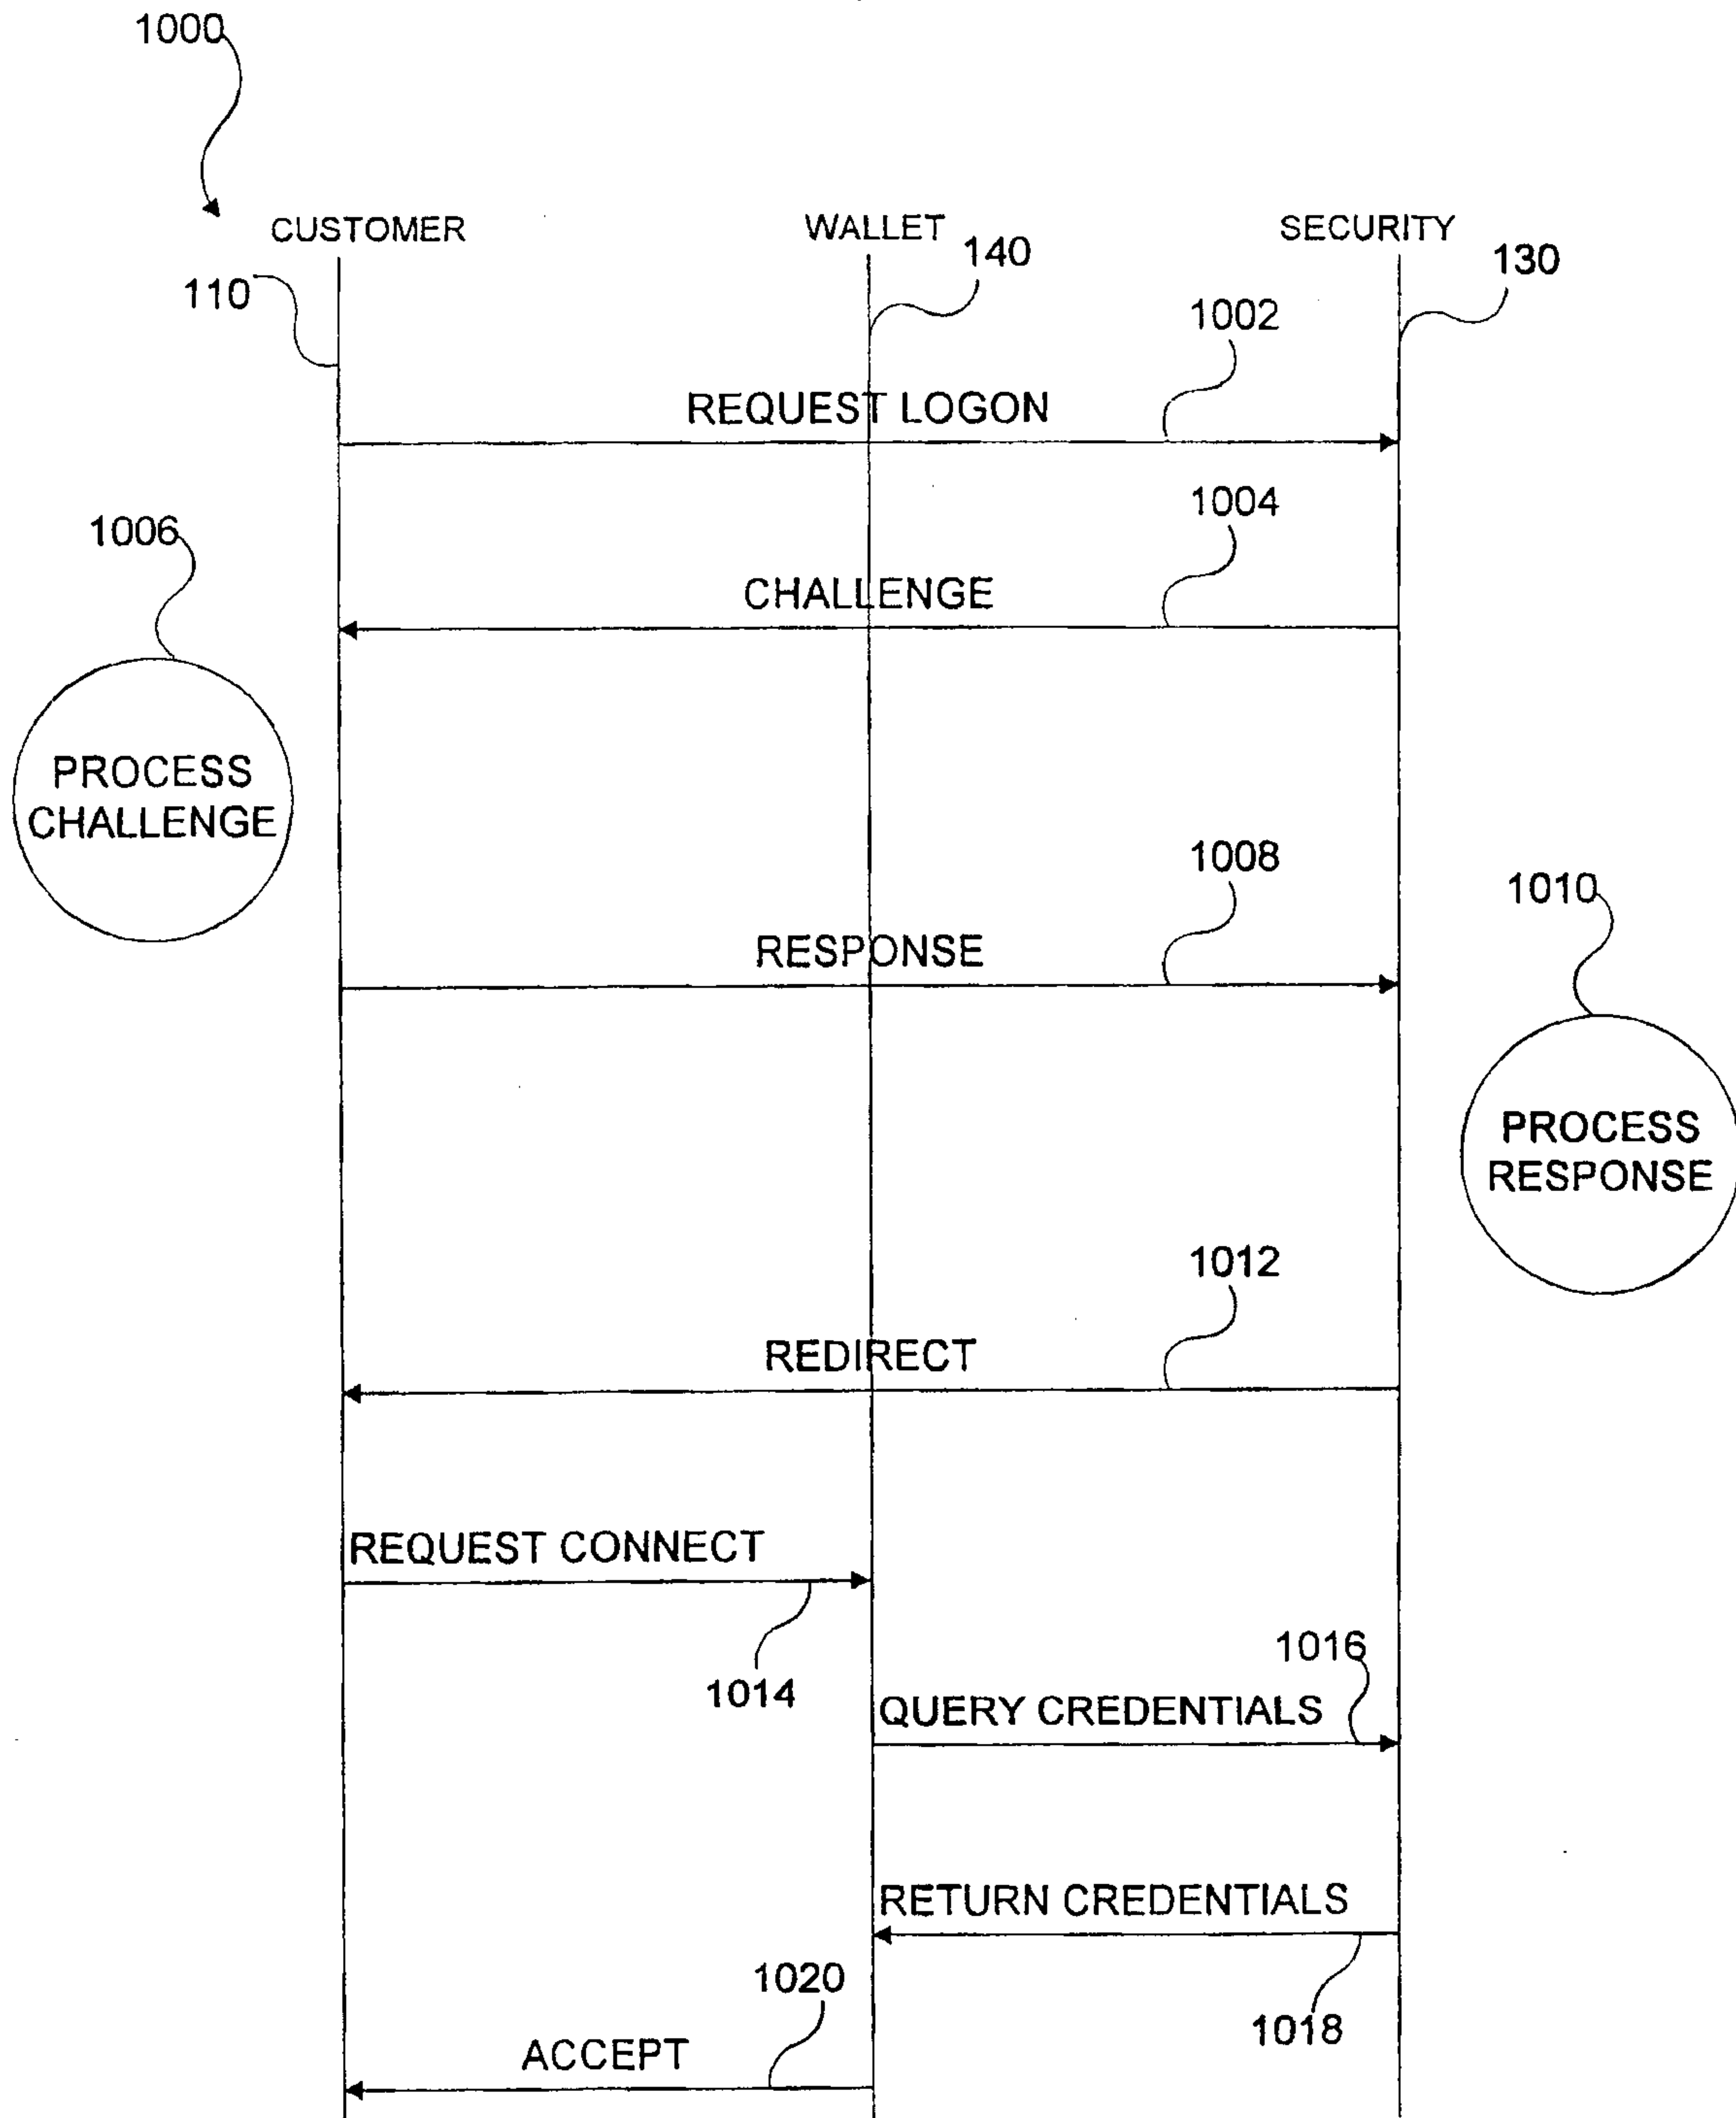 1000
CUSTOMER
WALLET
SECURITY
110
140
130
1002
REQUEST LOGON
1004
1006
CHALLENGE
PROCESS
CHALLENGE
1008
1010
RESPONSE
PROCESS
RESPONSE
1012
REDIRECT
REQUEST CONNECT
1014
1016
QUERY CREDENTIALS
RETURN CREDENTIALS
1018
1020
ACCEPT